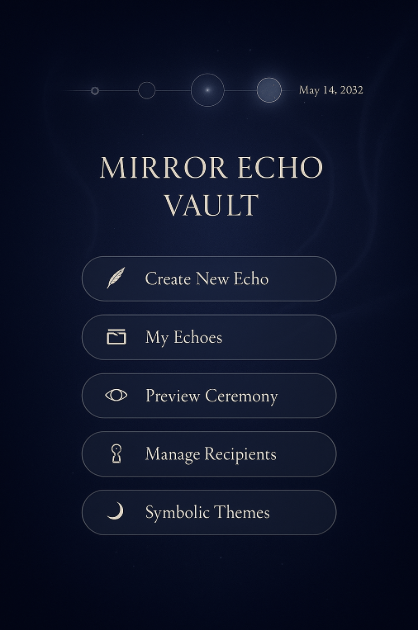 May 14, 2032
MIRROR ECHO
VAULT
Create New Echo
My Echoes
Preview Ceremony
Manage Recipients
Symbolic Themes